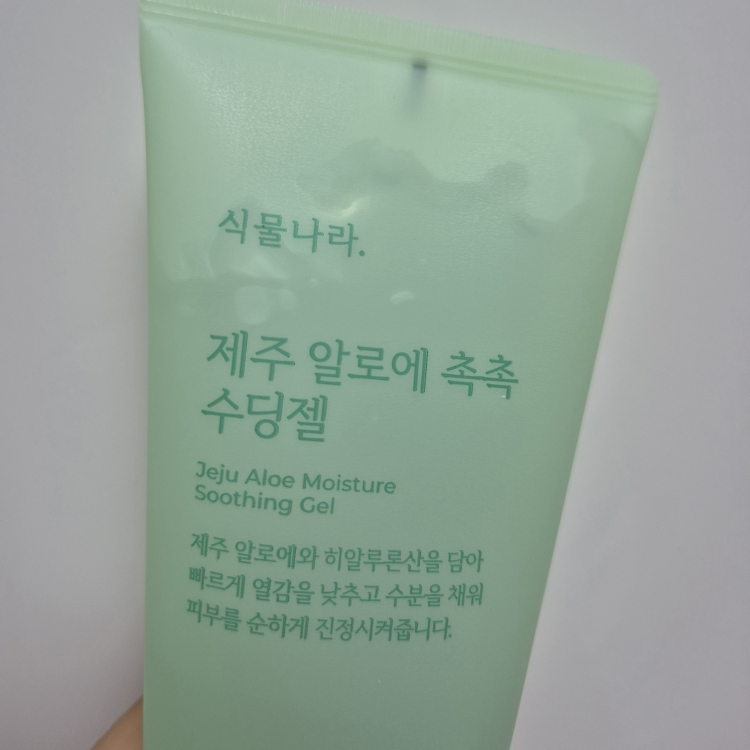 식물나라.
제주 알로에 촉촉
수딩젤
Jeju Aloe Moisture
Soothing Gel
제주 알로에와 히알루론산을 담아
빠르게 열감을 낮추고 수분을 채워
피부를 순하게 진정시켜줍니다.